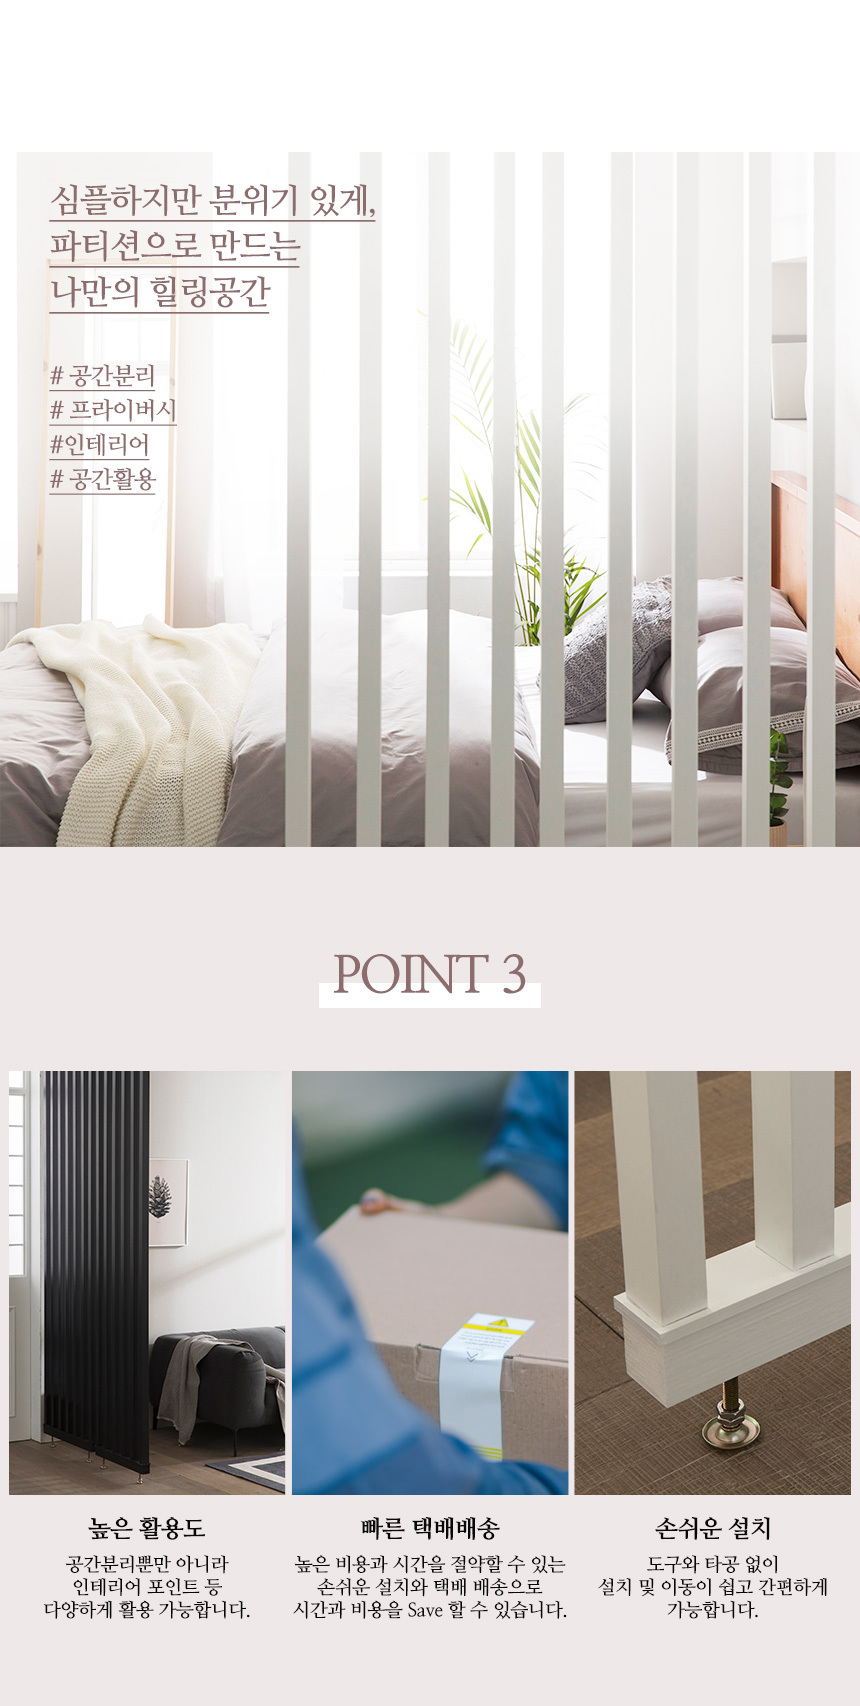 심플하지만 분위기 있게,
파티션으로 만드는
나만의 힐링공간
# 공간분리
# 프라이버시
#인테리어
# 공간활용
POINT 3
높은 활용도
공간분리뿐만 아니라
인테리어 포인트 등
다양하게 활용 가능합니다.
빠른 택배배송
높은 비용과 시간을 절약할 수 있는
손쉬운 설치와 택배 배송으로
시간과 비용을 Save 할 수 있습니다.
손쉬운 설치
도구와 타공 없이
설치 및 이동이 쉽고 간편하게
가능합니다.